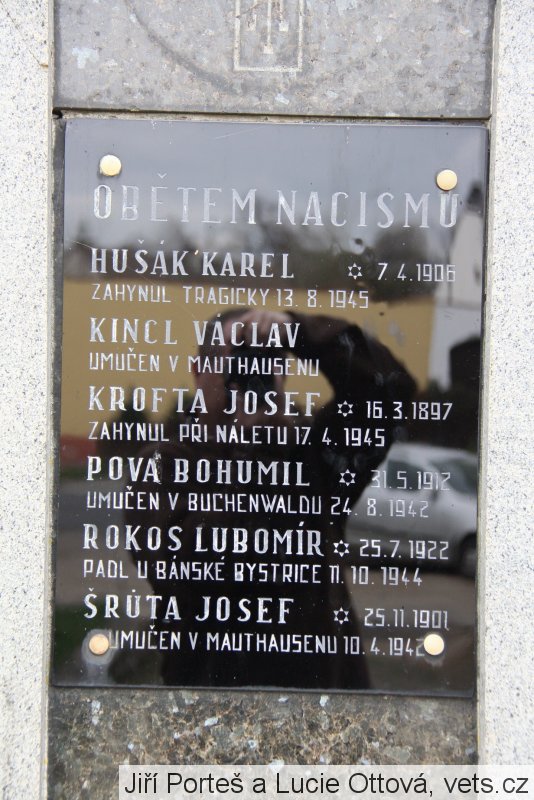 OBĚTEM NACISMU
HUŠÁK KAREL ✡ 7.4.1906
ZAHYNUL TRAGICKY 13.8.1945
KINCL VÁCLAV
UMUČEN V MAUTHAUSENU
KROFTA JOSEF ✡ 16.3.1897
ZAHYNUL PŘI NÁLETU 17.4.1945
POVA BOHUMIL ✡ 31.5.1912
UMUČEN V BUCHENWALDU 24.8.1942
ROKOS LUBOMÍR ✡ 25.7.1922
PADL U BÁNSKÉ BYSTRICE 11.10.1944
ŠRŮTA JOSEF ✡ 25.11.1901
UMUČEN V MAUTHAUSENU 10.4.1942
Jiří Porteš a Lucie Ottová, vets.cz